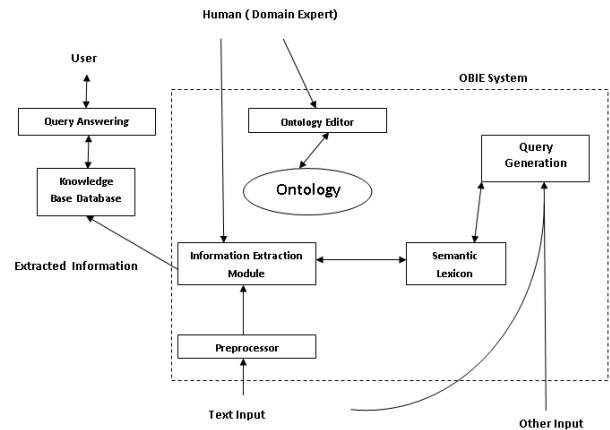 Human ( Domain Expert)
User
OBIE System
Query Answering
Ontology Editor
Query
Generation
Knowledge
Base Database
Ontology
Extracted Information
Information Extraction
Module
Semantic
Lexicon
Preprocessor
Text Input
Other Input